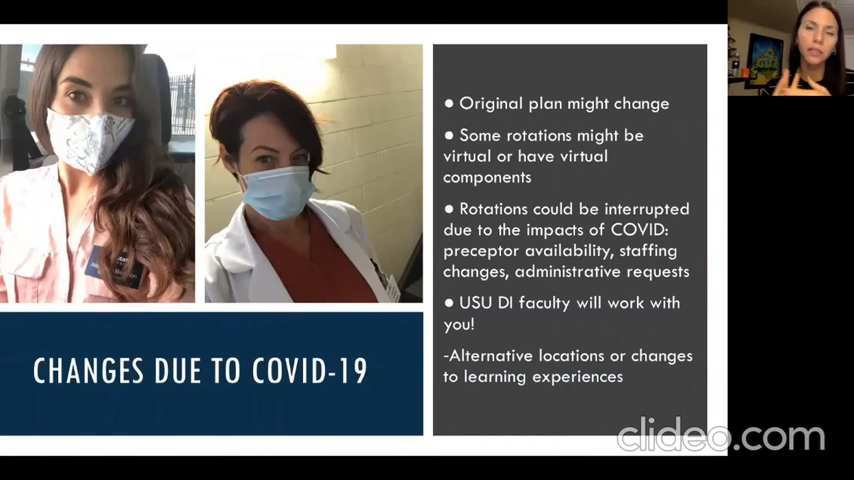 ● Original plan might change
● Some rotations might be
virtual or have virtual
components
● Rotations could be interrupted
due to the impacts of COVID:
preceptor availability, staffing
changes, administrative requests
● USU DI faculty will work with
you!
-Alternative locations or changes
to learning experiences
CHANGES DUE TO COVID-19
clideo.com